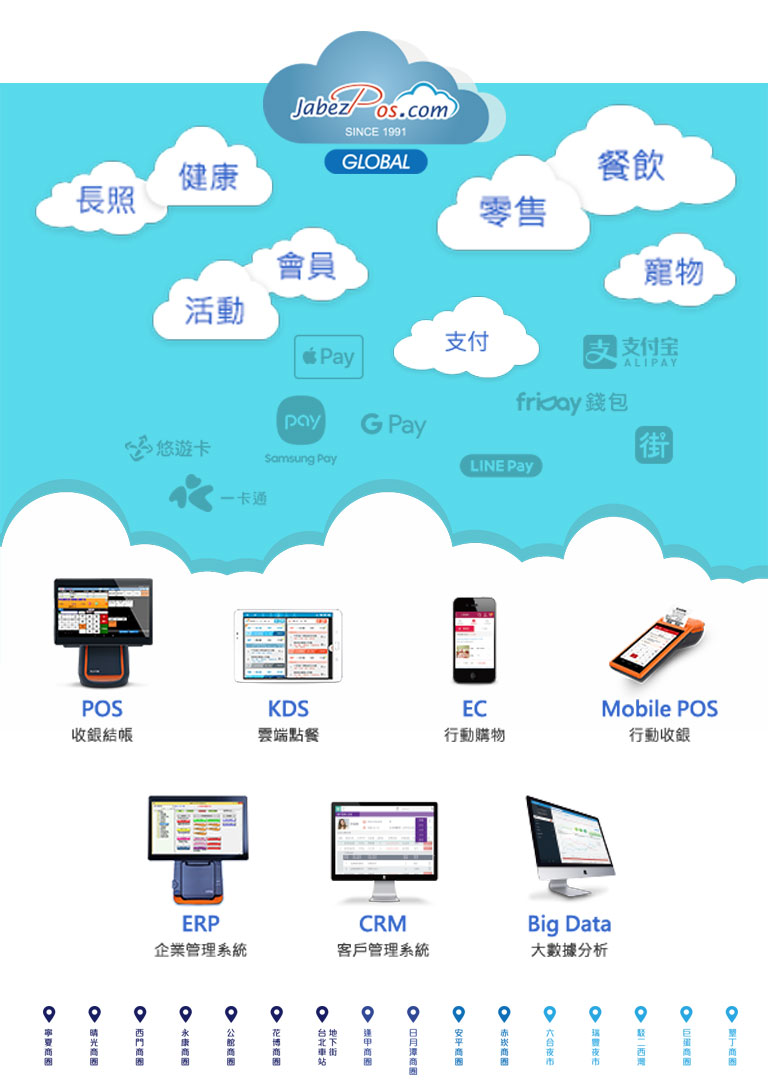 JabezPos.com
SINCE 1991
GLOBAL
長照
健康
零售
餐飲
會員
活動
寵物
支付
Pay
支付宝
ALIPAY
pay
Samsung Pay
G Pay
friDay 錢包
街
悠遊卡
LINE Pay
一卡通
POS
收銀結帳
KDS
雲端點餐
EC
行動購物
Mobile POS
行動收銀
ERP
企業管理系統
CRM
客戶管理系統
Big Data
大數據分析
寧夏商圈
晴光商圈
西門商圈
永康商圈
公館商圈
花博商圈
台北車站
地下街
逢甲商圈
日月潭商圈
安平商圈
赤崁商圈
六合夜市
瑞豐夜市
駁二西灣
巨蛋商圈
墾丁商圈